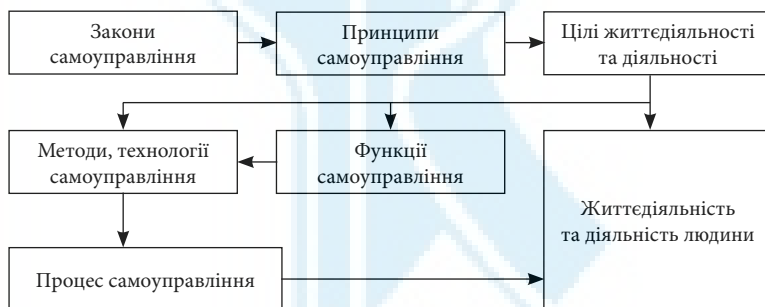 Закони
самоуправління
Принципи
самоуправління
Цілі життєдіяльності
та діяльності
Методи, технології
самоуправління
Функції
самоуправління
Життєдіяльність
та діяльність людини
Процес самоуправління